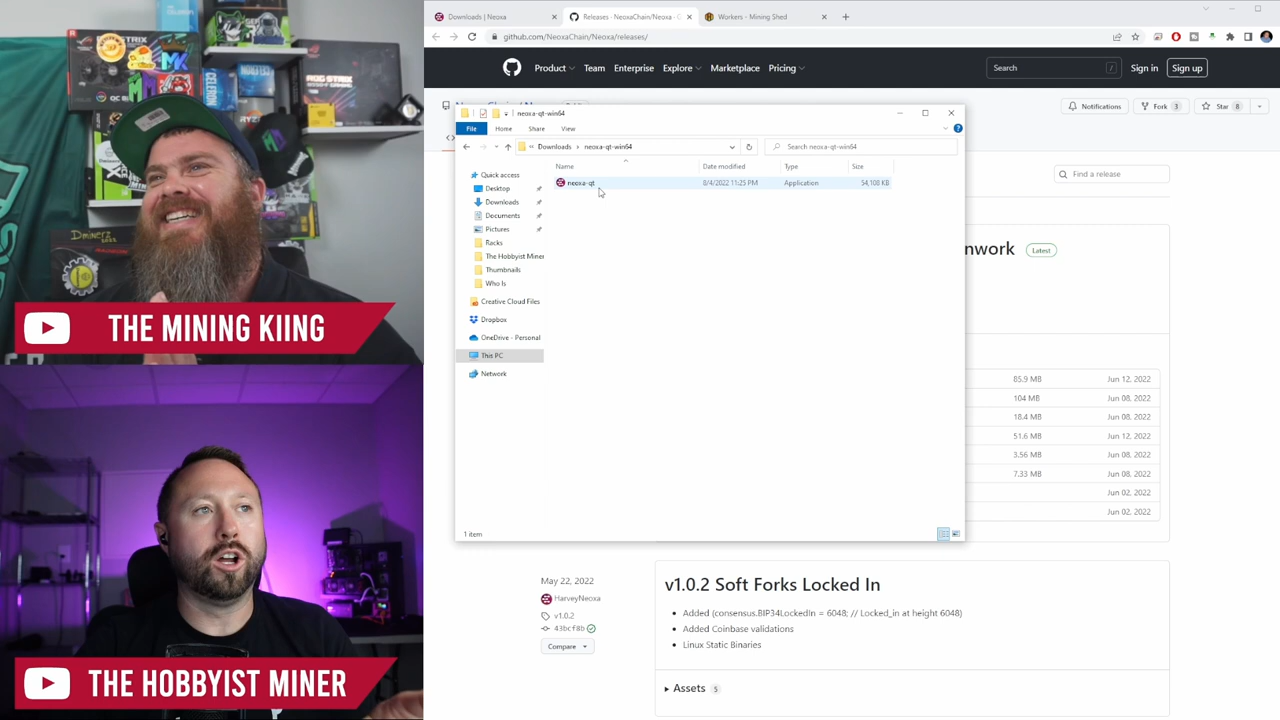 THE MINING KIING
THE HOBBYIST MINER
Downloads | Neoxa
Releases · NeoxaChain/Neoxa · G
Workers - Mining Shed
github.com/NeoxaChain/Neoxa/releases/
Product
Team
Enterprise
Explore
Marketplace
Pricing
Search
/
Sign in
Sign up
Notifications
Fork 3
Star 8
neoxa-qt-win64
File
Home
Share
View
Downloads
neoxa-qt-win64
Search neoxa-qt-win64
Name
Date modified
Type
Size
neoxa-qt
8/4/2022 11:25 PM
Application
54,108 KB
Quick access
Desktop
Downloads
Documents
Pictures
Racks
The Hobbyist Miner
Thumbnails
Who Is
Creative Cloud Files
Dropbox
OneDrive - Personal
This PC
Network
1 item
Find a release
nwork
Latest
85.9 MB
Jun 12, 2022
104 MB
Jun 08, 2022
18.4 MB
Jun 08, 2022
51.6 MB
Jun 12, 2022
3.56 MB
Jun 08, 2022
7.33 MB
Jun 08, 2022
Jun 02, 2022
Jun 02, 2022
May 22, 2022
HarveyNeoxa
v1.0.2
43bcf8b
Compare
v1.0.2 Soft Forks Locked In
Added (consensus.BIP34LockedIn = 6048; // Locked_in at height 6048)
Added Coinbase validations
Linux Static Binaries
Assets 5